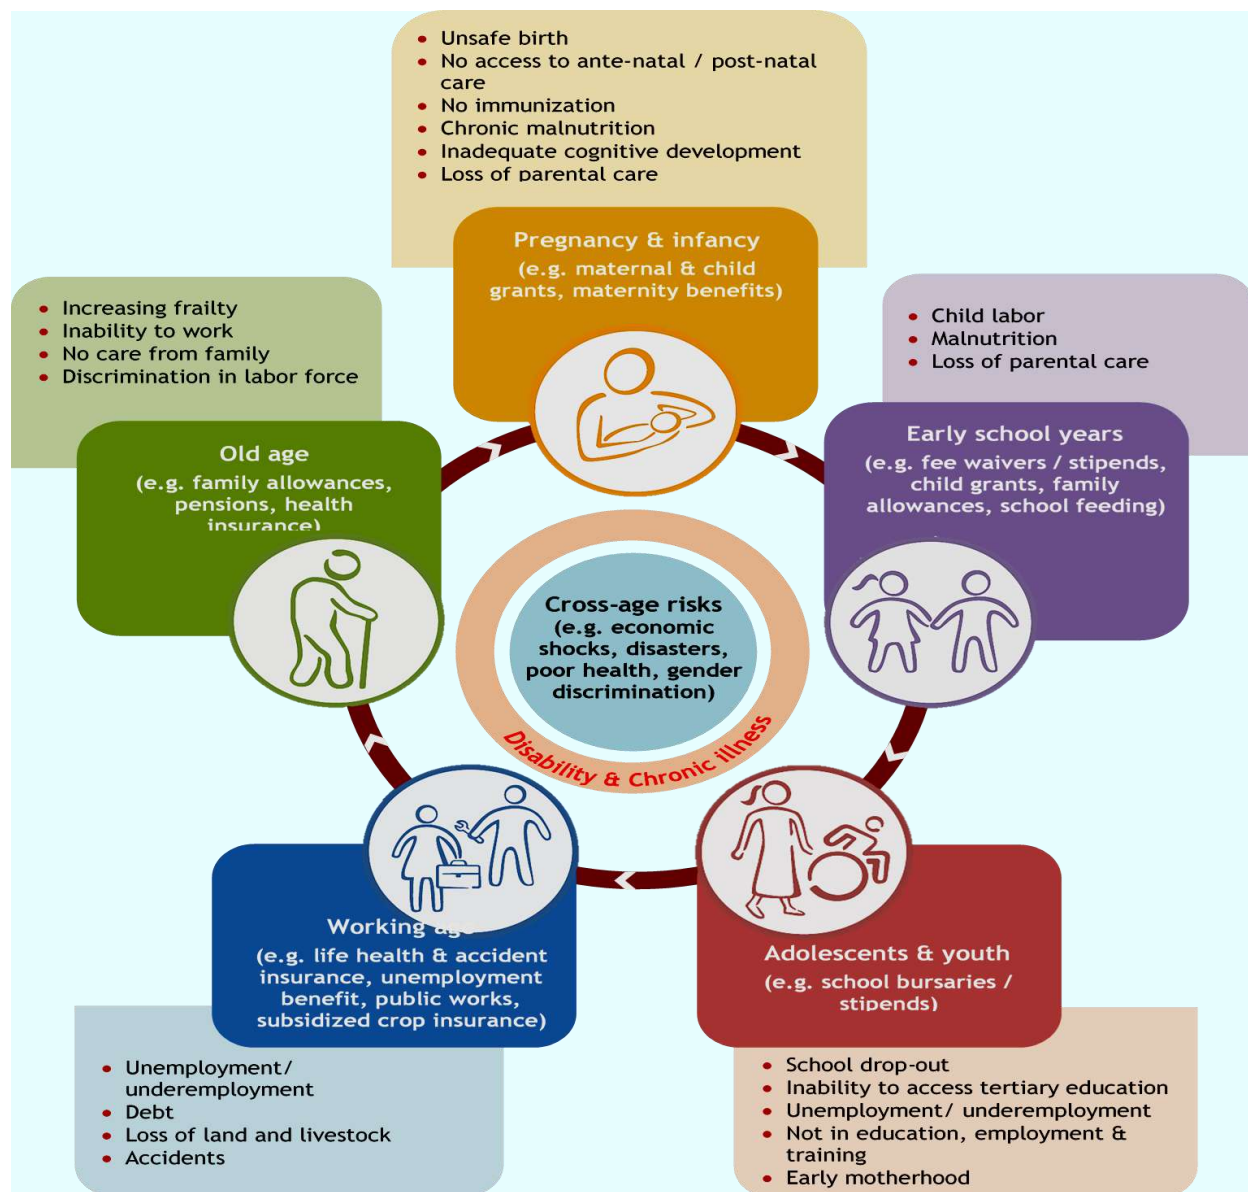 • Unsafe birth
• No access to ante-natal / post-natal
care
• No immunization
• Chronic malnutrition
• Inadequate cognitive development
• Loss of parental care
Pregnancy & infancy
(e.g. maternal & child
grants, maternity benefits)
• Child labor
• Malnutrition
• Loss of parental care
Early school years
(e.g. fee waivers / stipends,
child grants, family
allowances, school feeding)
• Increasing frailty
• Inability to work
• No care from family
• Discrimination in labor force
Old age
(e.g. family allowances,
pensions, health
insurance)
Cross-age risks
(e.g. economic
shocks, disasters,
poor health, gender
discrimination)
Disability & Chronic illness
Working age
(e.g. life health & accident
insurance, unemployment
benefit, public works,
subsidized crop insurance)
• Unemployment/
underemployment
• Debt
• Loss of land and livestock
• Accidents
Adolescents & youth
(e.g. school bursaries /
stipends)
• School drop-out
• Inability to access tertiary education
• Unemployment/ underemployment
• Not in education, employment &
training
• Early motherhood